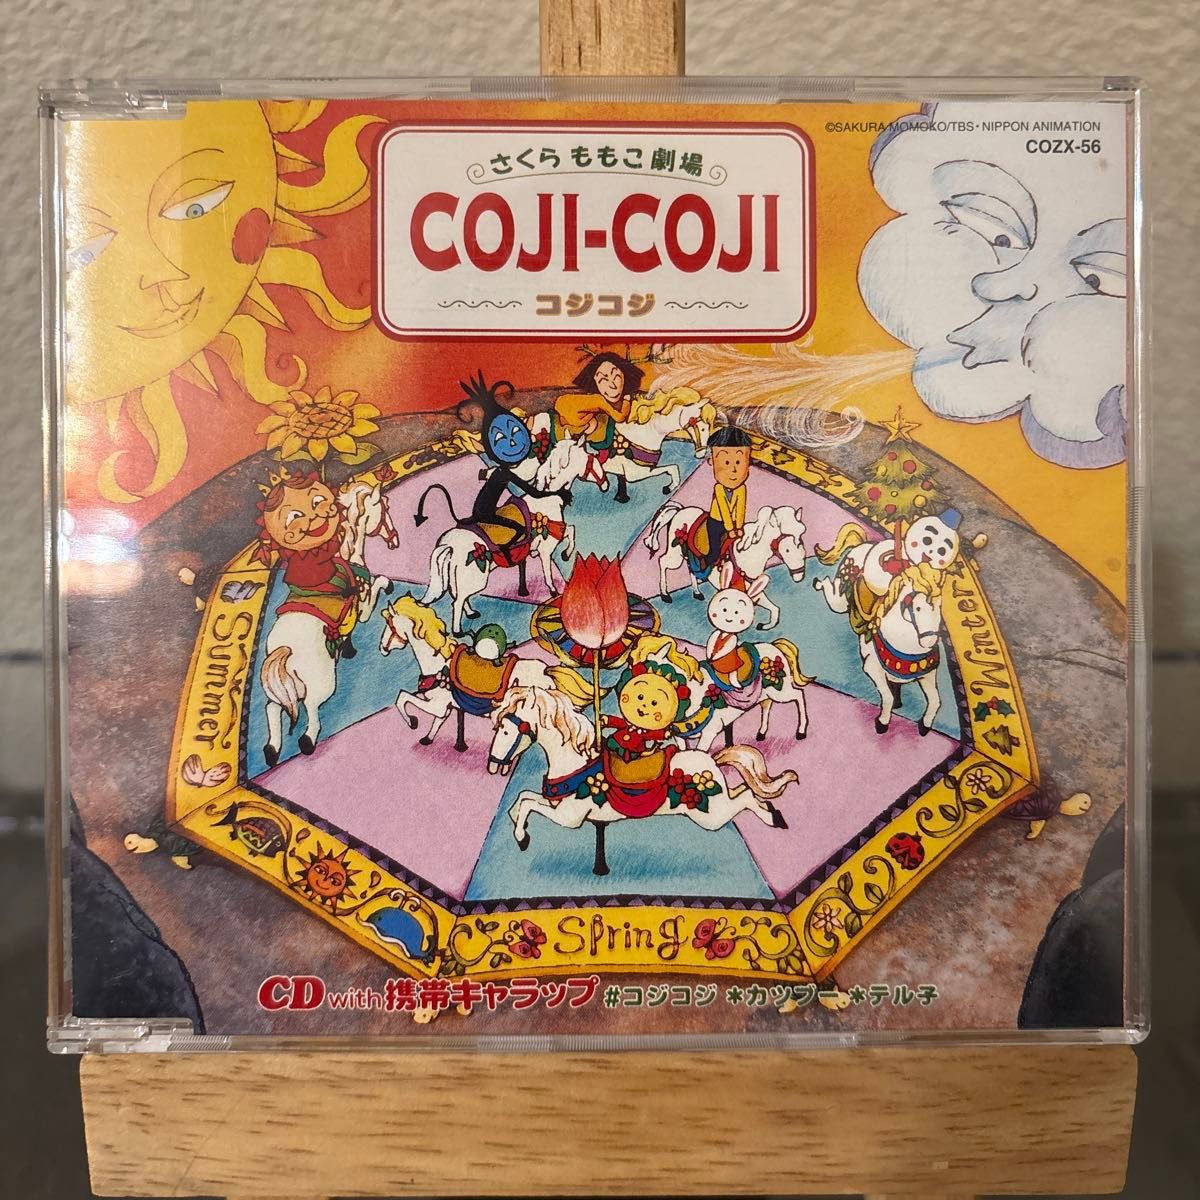 ©SAKURA MOMOKO/TBS・NIPPON ANIMATION
COZX-56
さくらももこ劇場
COJI-COJI
コジコジ
Summer
Winter
Spring
CD with 携帯キャラップ #コジコジ *カツブー *テル子